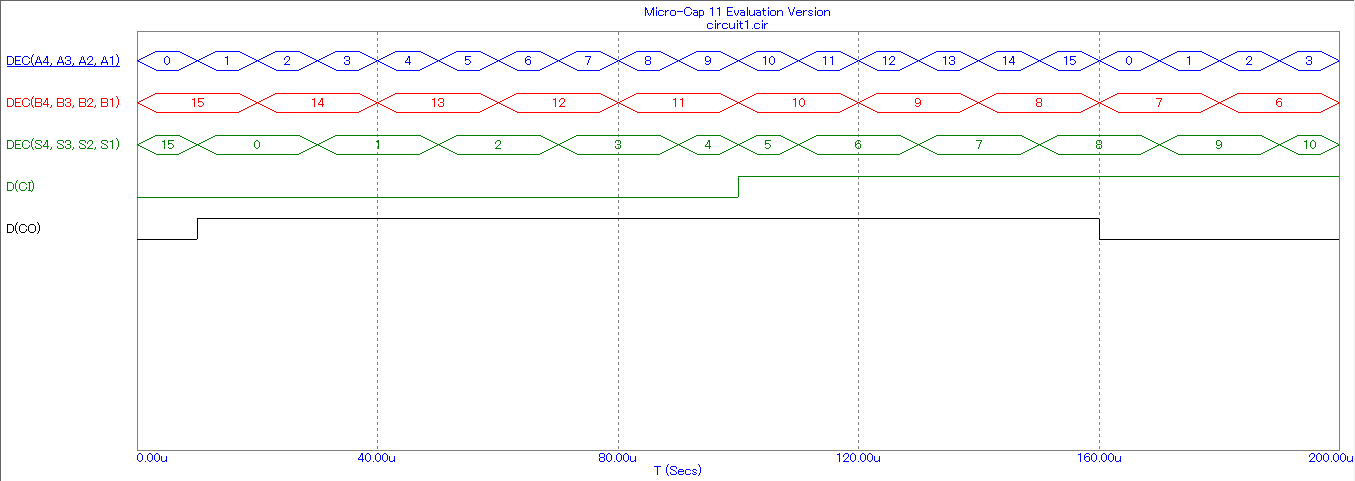 Micro-Cap 11 Evaluation Version
circuit1.cir
DEC(A4, A3, A2, A1) 0 1 2 3 4 5 6 7 8 9 10 11 12 13 14 15 0 1 2 3
DEC(B4, B3, B2, B1) 15 14 13 12 11 10 9 8 7 6
DEC(S4, S3, S2, S1) 15 0 1 2 3 4 5 6 7 8 9 10
D(CI)
D(CO)
0.00u 40.00u 80.00u 120.00u 160.00u 200.00u
T (Secs)